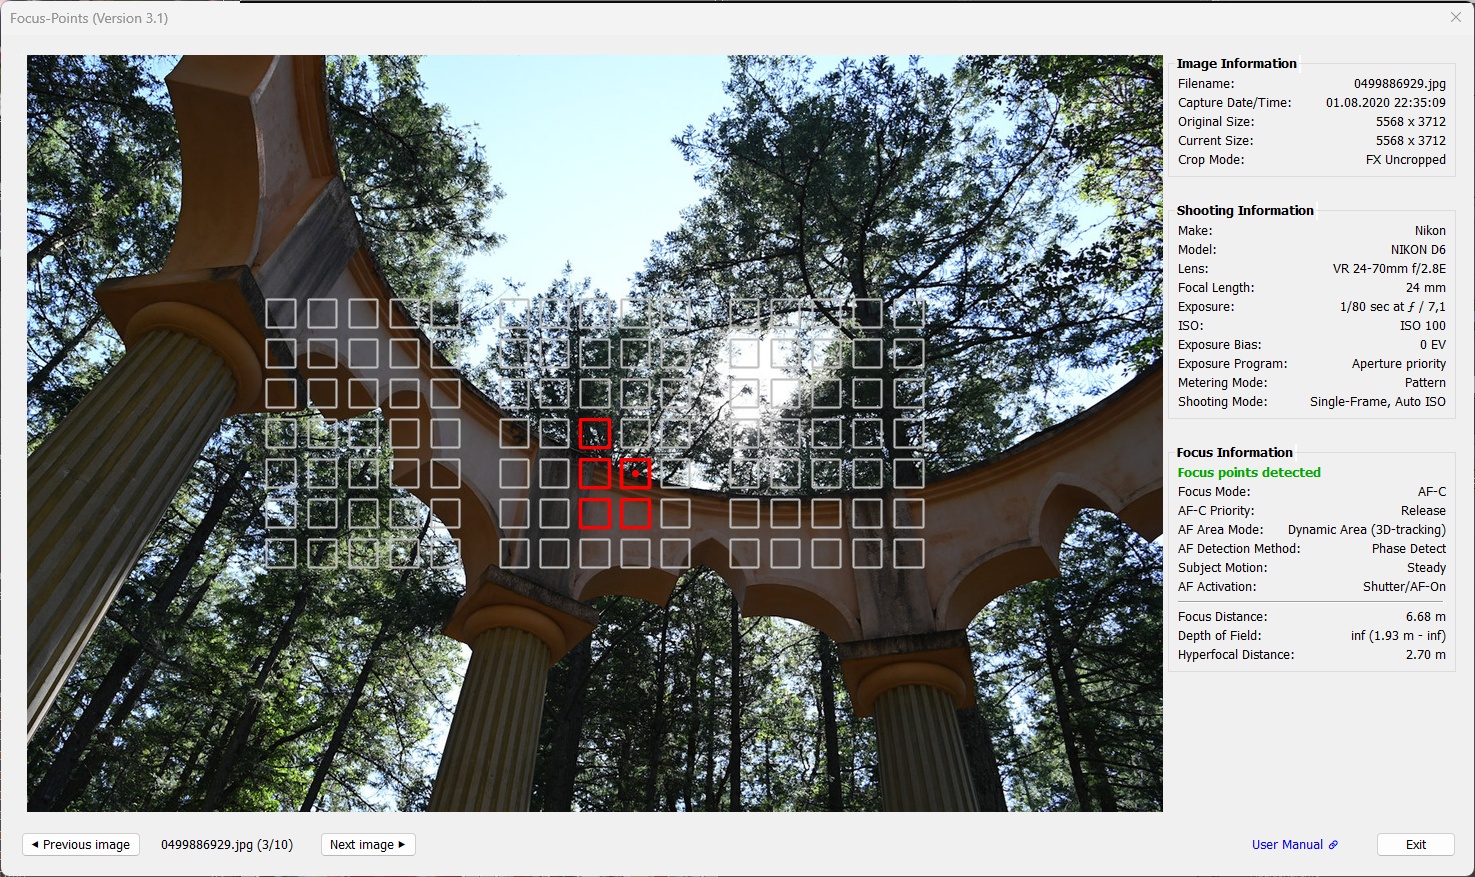 Focus-Points (Version 3.1)
Image Information
Filename: 0499886929.jpg
Capture Date/Time: 01.08.2020 22:35:09
Original Size: 5568 x 3712
Current Size: 5568 x 3712
Crop Mode: FX Uncropped
Shooting Information
Make: Nikon
Model: NIKON D6
Lens: VR 24-70mm f/2.8E
Focal Length: 24 mm
Exposure: 1/80 sec at ƒ / 7,1
ISO: ISO 100
Exposure Bias: 0 EV
Exposure Program: Aperture priority
Metering Mode: Pattern
Shooting Mode: Single-Frame, Auto ISO
Focus Information
Focus points detected
Focus Mode: AF-C
AF-C Priority: Release
AF Area Mode: Dynamic Area (3D-tracking)
AF Detection Method: Phase Detect
Subject Motion: Steady
AF Activation: Shutter/AF-On
Focus Distance: 6.68 m
Depth of Field: inf (1.93 m - inf)
Hyperfocal Distance: 2.70 m
Previous image 0499886929.jpg (3/10) Next image User Manual Exit